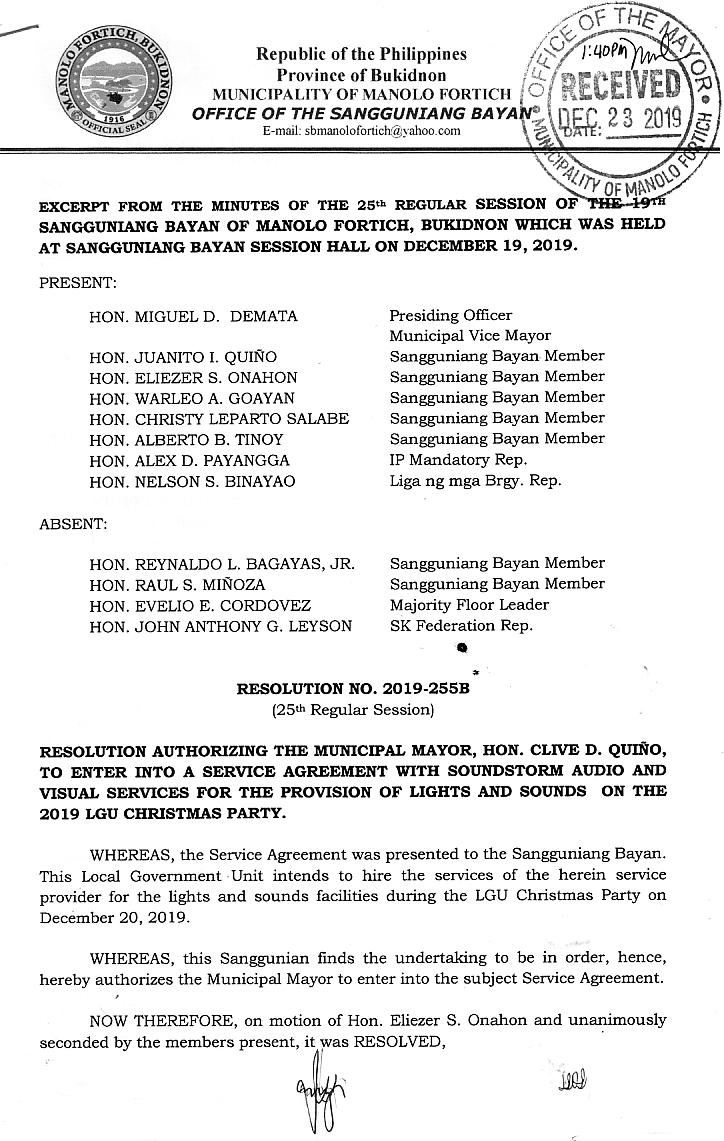 MANOLO FORTICH, BUKIDNON
1916
OFFICIAL SEAL
Republic of the Philippines
Province of Bukidnon
MUNICIPALITY OF MANOLO FORTICH
OFFICE OF THE SANGGUNIANG BAYAN
E-mail: sbmanolofortich@yahoo.com
OFFICE OF THE MAYOR
1:40PM
RECEIVED
DEC 23 2019
DATE:
MUNICIPALITY OF MANOLO FORTICH
EXCERPT FROM THE MINUTES OF THE 25th REGULAR SESSION OF THE 19TH
SANGGUNIANG BAYAN OF MANOLO FORTICH, BUKIDNON WHICH WAS HELD
AT SANGGUNIANG BAYAN SESSION HALL ON DECEMBER 19, 2019.
PRESENT:
HON. MIGUEL D. DEMATA Presiding Officer
Municipal Vice Mayor
HON. JUANITO I. QUIÑO Sangguniang Bayan Member
HON. ELIEZER S. ONAHON Sangguniang Bayan Member
HON. WARLEO A. GOAYAN Sangguniang Bayan Member
HON. CHRISTY LEPARTO SALABE Sangguniang Bayan Member
HON. ALBERTO B. TINOY Sangguniang Bayan Member
HON. ALEX D. PAYANGGA IP Mandatory Rep.
HON. NELSON S. BINAYAO Liga ng mga Brgy. Rep.
ABSENT:
HON. REYNALDO L. BAGAYAS, JR. Sangguniang Bayan Member
HON. RAUL S. MIÑOZA Sangguniang Bayan Member
HON. EVELIO E. CORDOVEZ Majority Floor Leader
HON. JOHN ANTHONY G. LEYSON SK Federation Rep.
RESOLUTION NO. 2019-255B
(25th Regular Session)
RESOLUTION AUTHORIZING THE MUNICIPAL MAYOR, HON. CLIVE D. QUIÑO,
TO ENTER INTO A SERVICE AGREEMENT WITH SOUNDSTORM AUDIO AND
VISUAL SERVICES FOR THE PROVISION OF LIGHTS AND SOUNDS ON THE
2019 LGU CHRISTMAS PARTY.
WHEREAS, the Service Agreement was presented to the Sangguniang Bayan.
This Local Government Unit intends to hire the services of the herein service
provider for the lights and sounds facilities during the LGU Christmas Party on
December 20, 2019.
WHEREAS, this Sanggunian finds the undertaking to be in order, hence,
hereby authorizes the Municipal Mayor to enter into the subject Service Agreement.
NOW THEREFORE, on motion of Hon. Eliezer S. Onahon and unanimously
seconded by the members present, it was RESOLVED,